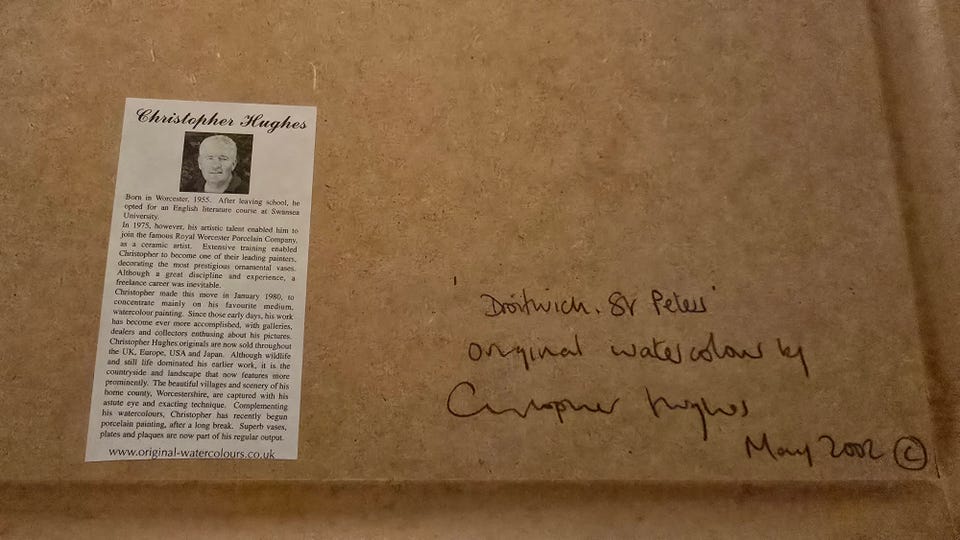 Christopher Hughes
Born in Worcester, 1955. After leaving school, he
opted for an English literature course at Swansea
University.
In 1975, however, his artistic talent enabled him to
join the famous Royal Worcester Porcelain Company,
as a ceramic artist. Extensive training enabled
Christopher to become one of their leading painters,
decorating the most prestigious ornamental vases.
Although a great discipline and experience, a
freelance career was inevitable.
Christopher made this move in January 1980, to
concentrate mainly on his favourite medium,
watercolour painting. Since those early days, his work
has become ever more accomplished, with galleries,
dealers and collectors enthusing about his pictures.
Christopher Hughes originals are now sold throughout
the UK, Europe, USA and Japan. Although wildlife
and still life dominated his earlier work, it is the
countryside and landscape that now features more
prominently. The beautiful villages and scenery of his
home county, Worcestershire, are captured with his
astute eye and exacting technique. Complementing
his watercolours, Christopher has recently begun
porcelain painting, after a long break. Superb vases,
plates and plaques are now part of his regular output.
www.original-watercolours.co.uk
'Droitwich. St Peters'
original watercolour by
Christopher Hughes
May 2002 ©